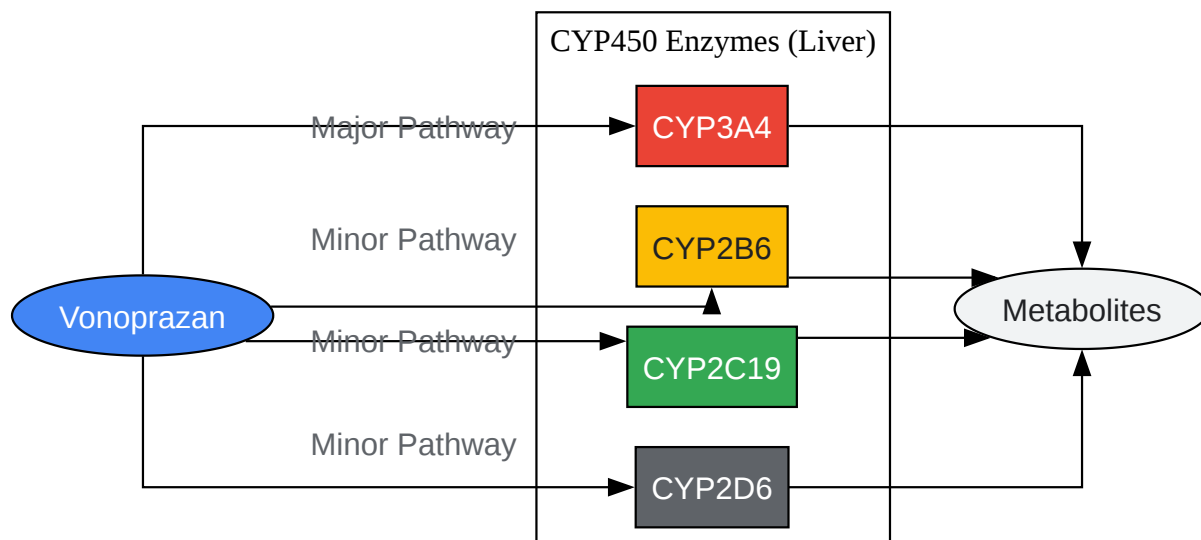 CYP450 Enzymes (Liver)
Major Pathway
CYP3A4
Minor Pathway
CYP2B6
Vonoprazan
Metabolites
Minor Pathway
CYP2C19
Minor Pathway
CYP2D6